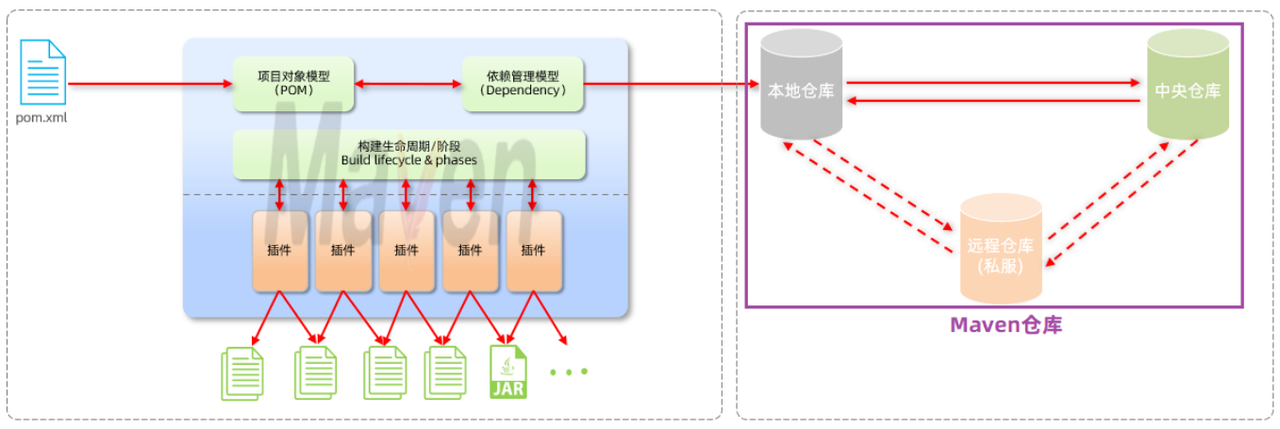 pom.xml
项目对象模型
（POM）
依赖管理模型
（Dependency）
构建生命周期/阶段
Build lifecycle & phases
Maven
插件
插件
插件
插件
插件
JAR
本地仓库
中央仓库
远程仓库
(私服)
Maven仓库